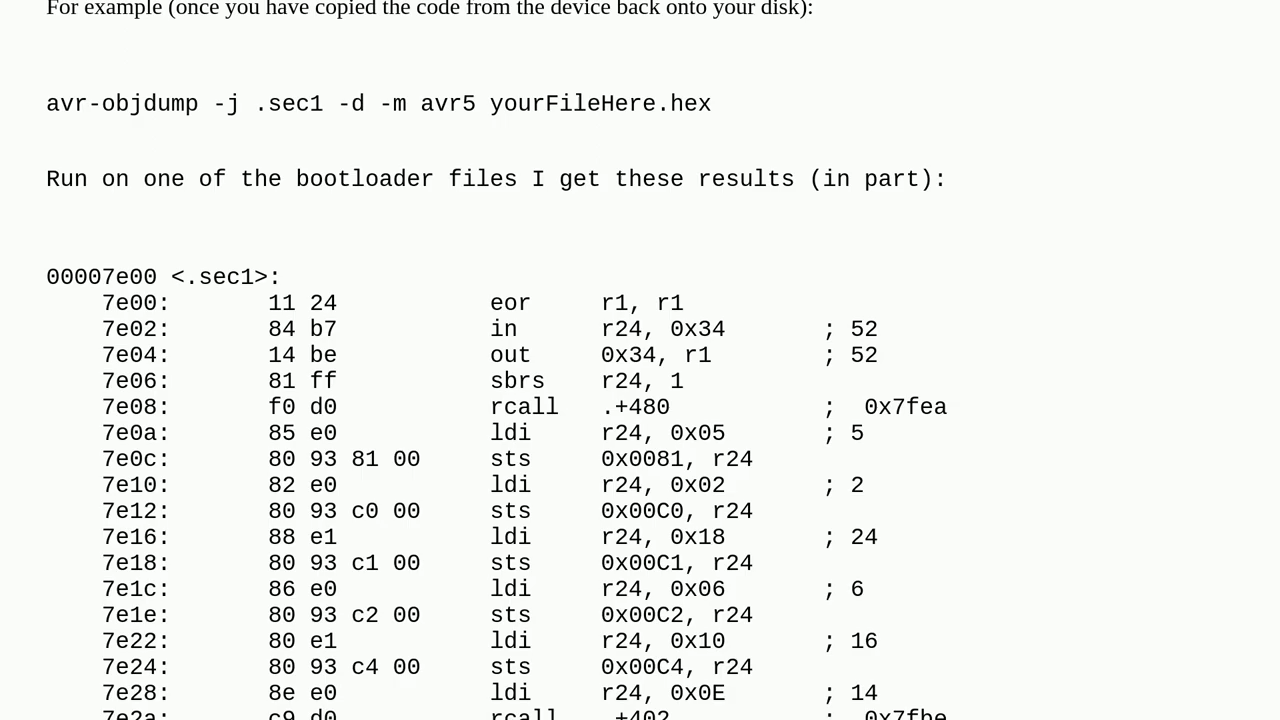 For example (once you have copied the code from the device back onto your disk):
avr-objdump -j .sec1 -d -m avr5 yourFileHere.hex
Run on one of the bootloader files I get these results (in part):
00007e00 <.sec1>:
    7e00:       11 24           eor     r1, r1
    7e02:       84 b7           in      r24, 0x34       ; 52
    7e04:       14 be           out     0x34, r1        ; 52
    7e06:       81 ff           sbrs    r24, 1
    7e08:       f0 d0           rcall   .+480           ;  0x7fea
    7e0a:       85 e0           ldi     r24, 0x05       ; 5
    7e0c:       80 93 81 00     sts     0x0081, r24
    7e10:       82 e0           ldi     r24, 0x02       ; 2
    7e12:       80 93 c0 00     sts     0x00C0, r24
    7e16:       88 e1           ldi     r24, 0x18       ; 24
    7e18:       80 93 c1 00     sts     0x00C1, r24
    7e1c:       86 e0           ldi     r24, 0x06       ; 6
    7e1e:       80 93 c2 00     sts     0x00C2, r24
    7e22:       80 e1           ldi     r24, 0x10       ; 16
    7e24:       80 93 c4 00     sts     0x00C4, r24
    7e28:       8e e0           ldi     r24, 0x0E       ; 14
    7e2a:       c9 d0           rcall   .+402           ;  0x7fbe